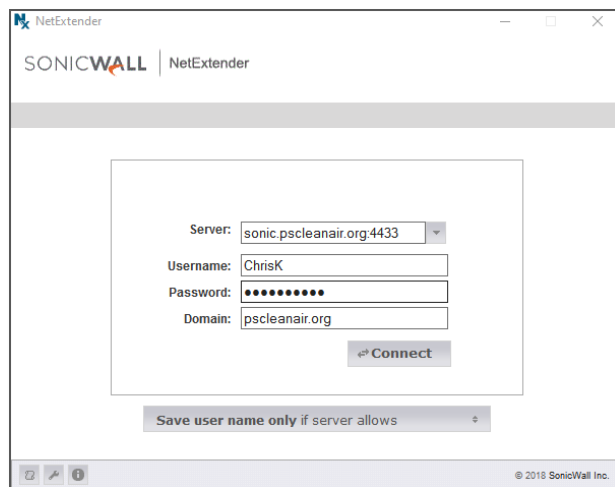 NetExtender
SONICWALL NetExtender
Server: sonic.pscleanair.org:4433
Username: ChrisK
Password: ●●●●●●●●●●
Domain: pscleanair.org
Connect
Save user name only if server allows
© 2018 SonicWall Inc.